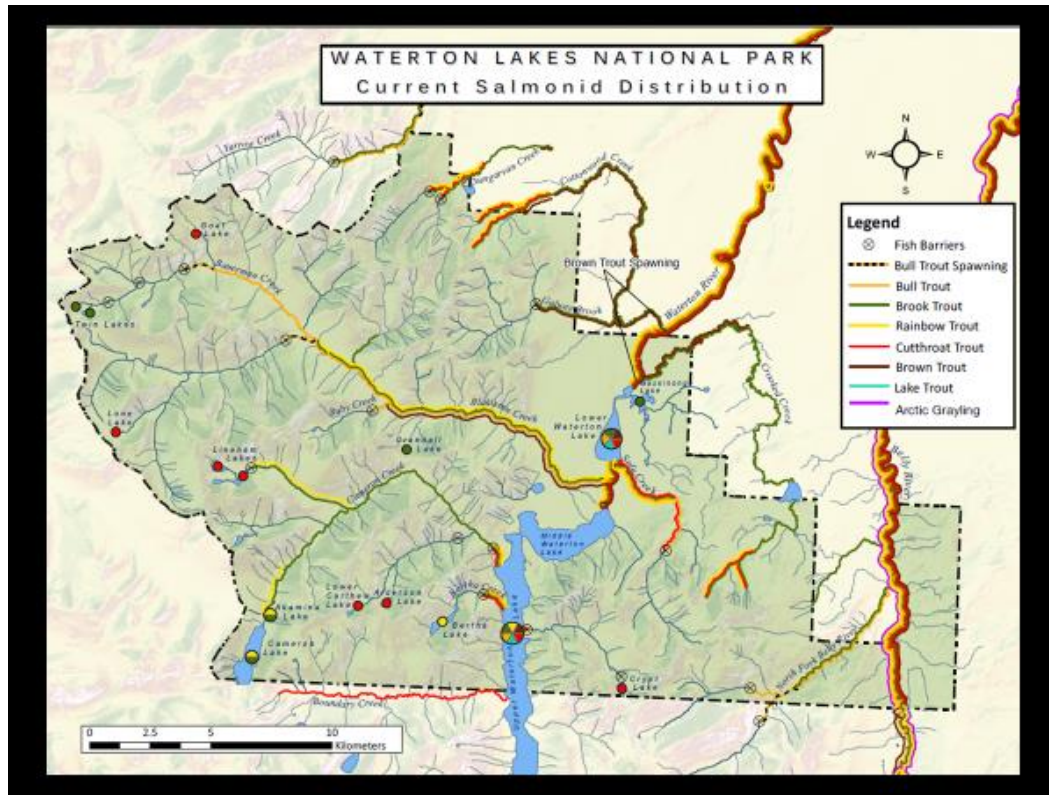 WATERTON LAKES NATIONAL PARK
Current Salmonid Distribution
N
W
E
S
Yarrow Creek
Dungarvan Creek
Cottonwood Creek
Goat
Lake
Bauerman Creek
Brown Trout Spawning
Waterton River
Galwey Brook
Twin Lakes
Maskinonge
Lake
Crooked Creek
Legend
Fish Barriers
Bull Trout Spawning
Bull Trout
Brook Trout
Rainbow Trout
Cutthroat Trout
Brown Trout
Lake Trout
Arctic Grayling
Ruby Creek
Blakiston Creek
Lone
Lake
Lower
Waterton
Lake
Lineham
Lakes
Crandall
Lake
Cameron Creek
Sofa Creek
Belly River
Middle
Waterton
Lake
Lower
Carthew
Lake
Alderson
Lake
Akamina
Lake
Bertha Creek
Bertha
Lake
Cameron
Lake
Upper Waterton Lake
Crypt
Lake
North Fork Belly River
Boundary Creek
0
2.5
5
10
Kilometers